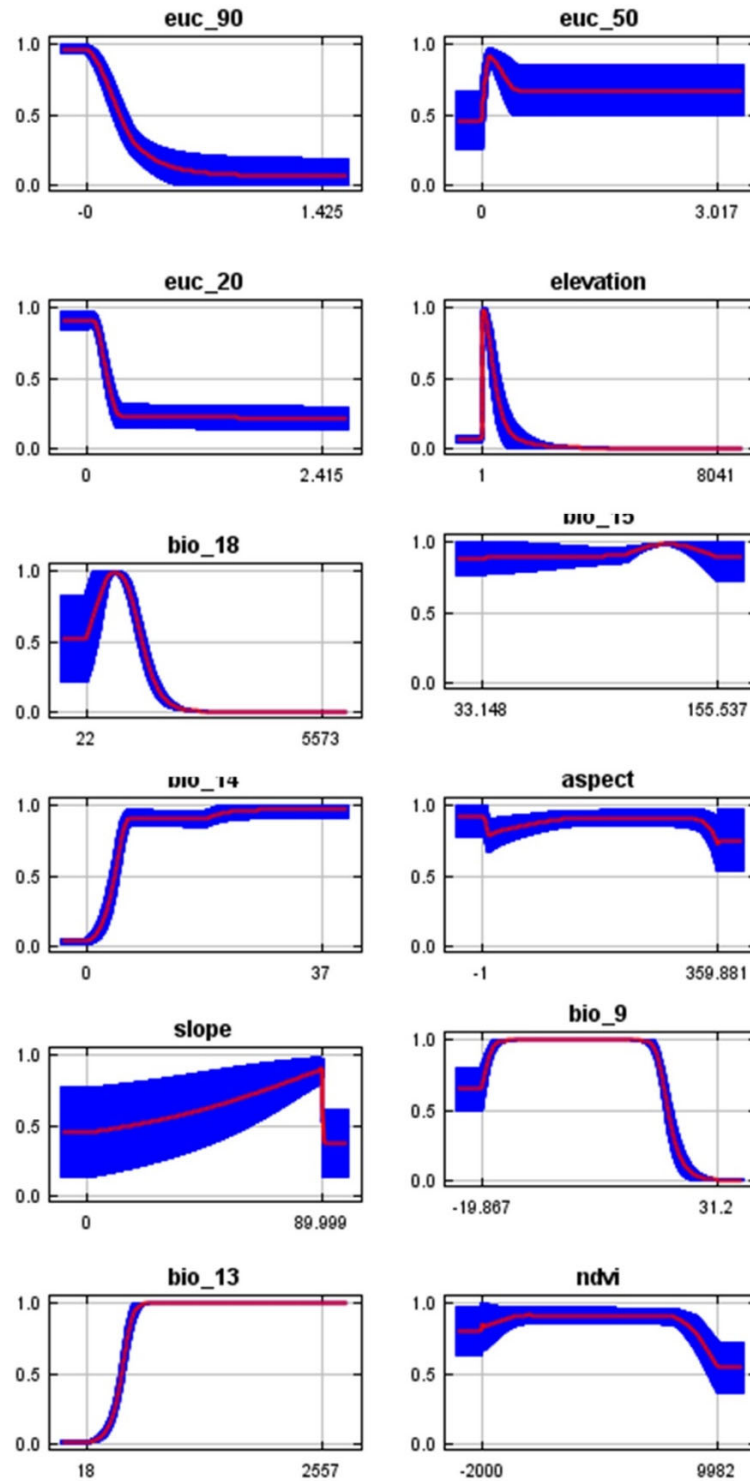 euc_90 euc_50
1.0 1.0
0.5 0.5
0.0 0.0
-0 1.425 0 3.017
euc_20 elevation
1.0 1.0
0.5 0.5
0.0 0.0
0 2.415 1 8041
bio_18 bio_15
1.0 1.0
0.5 0.5
0.0 0.0
22 5573 33.148 155.537
bio_14 aspect
1.0 1.0
0.5 0.5
0.0 0.0
0 37 -1 359.881
slope bio_9
1.0 1.0
0.5 0.5
0.0 0.0
0 89.999 -19.867 31.2
bio_13 ndvi
1.0 1.0
0.5 0.5
0.0 0.0
18 2557 -2000 9982